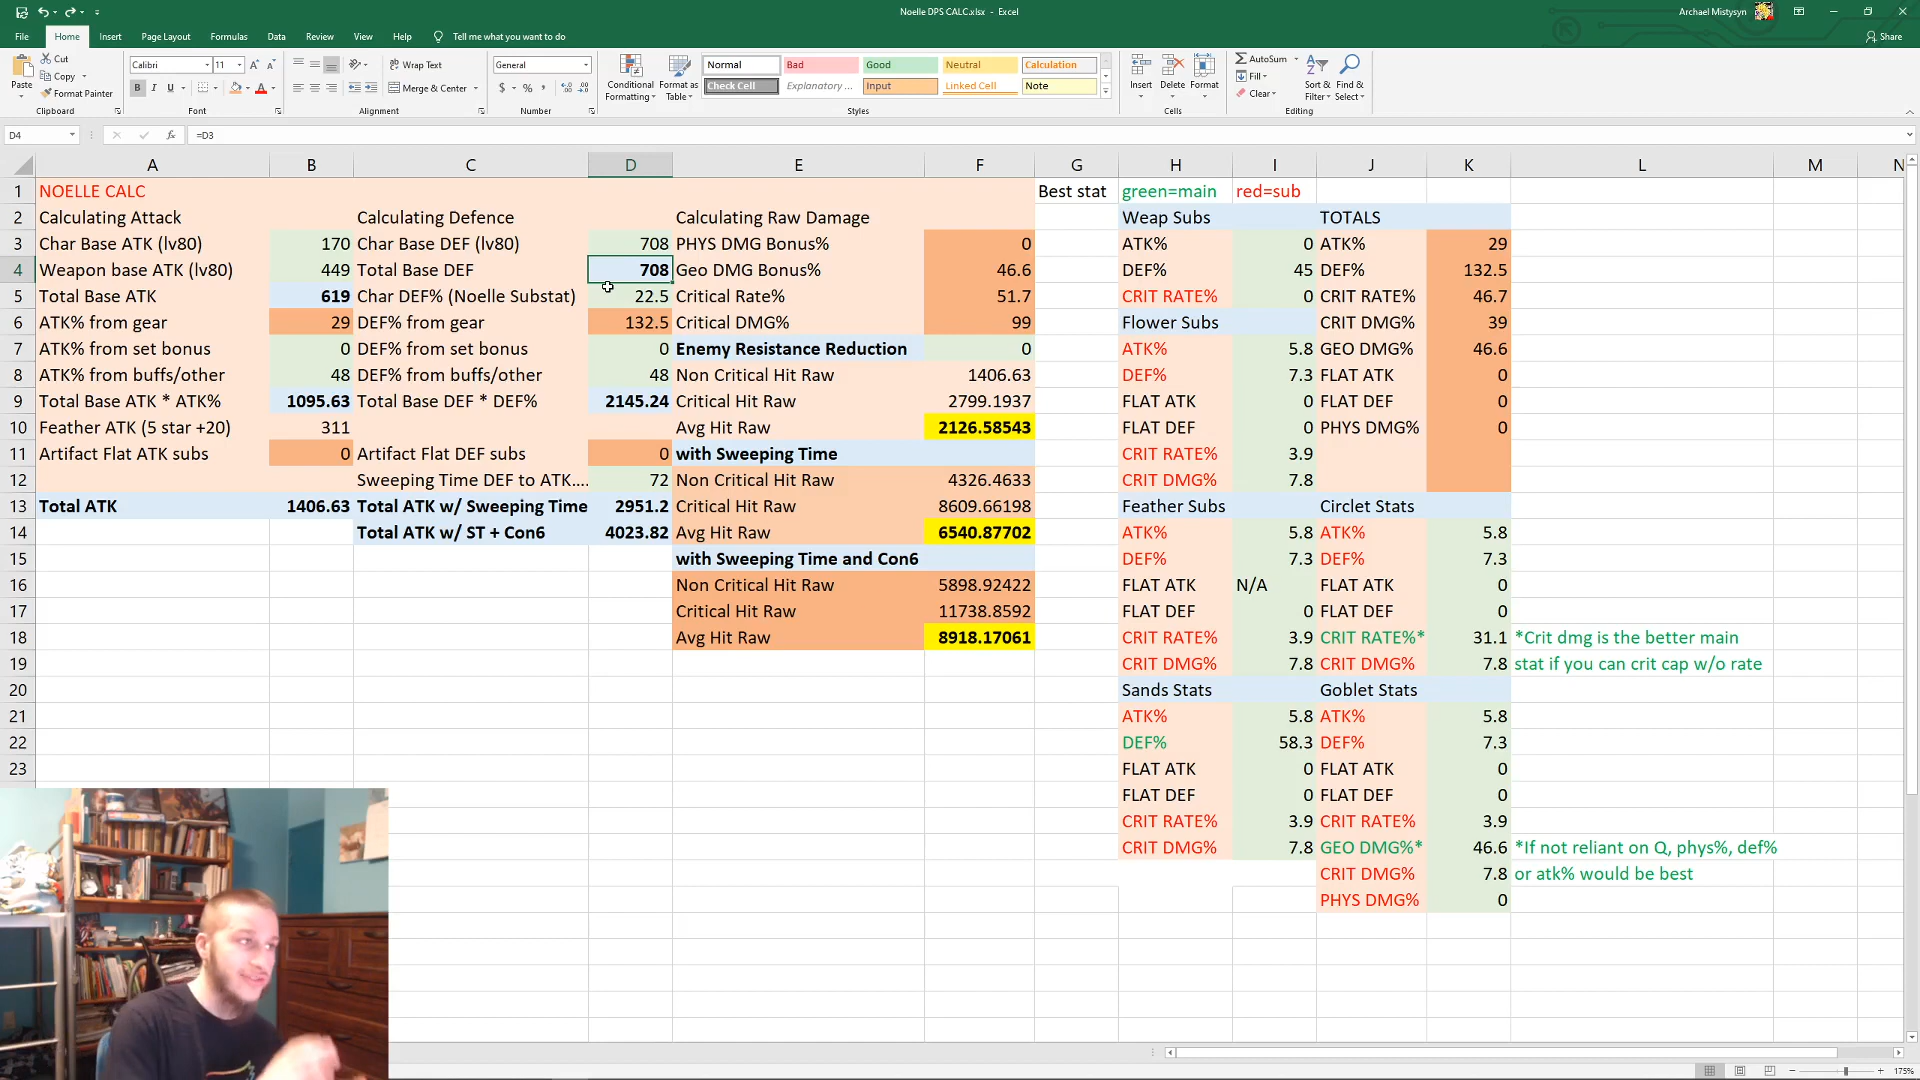 Noelle DPS CALC.xlsx - Excel
Archael Mistysyn
File Home Insert Page Layout Formulas Data Review View Help Tell me what you want to do Share
Paste Cut Copy Format Painter Clipboard
Calibri 11 B I U Font
Wrap Text Merge & Center Alignment
General $ % , Number
Conditional Formatting Format as Table
Normal Bad Good Neutral Calculation
Check Cell Explanatory ... Input Linked Cell Note
Styles
Insert Delete Format Cells
AutoSum Fill Clear Sort & Filter Find & Select Editing
D4 fx =D3
A B C D E F G H I J K L M N
1 NOELLE CALC Best stat green=main red=sub
2 Calculating Attack Calculating Defence Calculating Raw Damage Weap Subs TOTALS
3 Char Base ATK (lv80) 170 Char Base DEF (lv80) 708 PHYS DMG Bonus% 0 ATK% 0 ATK% 29
4 Weapon base ATK (lv80) 449 Total Base DEF 708 Geo DMG Bonus% 46.6 DEF% 45 DEF% 132.5
5 Total Base ATK 619 Char DEF% (Noelle Substat) 22.5 Critical Rate% 51.7 CRIT RATE% 0 CRIT RATE% 46.7
6 ATK% from gear 29 DEF% from gear 132.5 Critical DMG% 99 Flower Subs CRIT DMG% 39
7 ATK% from set bonus 0 DEF% from set bonus 0 Enemy Resistance Reduction 0 ATK% 5.8 GEO DMG% 46.6
8 ATK% from buffs/other 48 DEF% from buffs/other 48 Non Critical Hit Raw 1406.63 DEF% 7.3 FLAT ATK 0
9 Total Base ATK * ATK% 1095.63 Total Base DEF * DEF% 2145.24 Critical Hit Raw 2799.1937 FLAT ATK 0 FLAT DEF 0
10 Feather ATK (5 star +20) 311 Avg Hit Raw 2126.58543 FLAT DEF 0 PHYS DMG% 0
11 Artifact Flat ATK subs 0 Artifact Flat DEF subs 0 with Sweeping Time CRIT RATE% 3.9
12 Sweeping Time DEF to ATK.... 72 Non Critical Hit Raw 4326.4633 CRIT DMG% 7.8
13 Total ATK 1406.63 Total ATK w/ Sweeping Time 2951.2 Critical Hit Raw 8609.66198 Feather Subs Circlet Stats
14 Total ATK w/ ST + Con6 4023.82 Avg Hit Raw 6540.87702 ATK% 5.8 ATK% 5.8
15 with Sweeping Time and Con6 DEF% 7.3 DEF% 7.3
16 Non Critical Hit Raw 5898.92422 FLAT ATK N/A FLAT ATK 0
17 Critical Hit Raw 11738.8592 FLAT DEF 0 FLAT DEF 0
18 Avg Hit Raw 8918.17061 CRIT RATE% 3.9 CRIT RATE%* 31.1 *Crit dmg is the better main
19 CRIT DMG% 7.8 CRIT DMG% 7.8 stat if you can crit cap w/o rate
20 Sands Stats Goblet Stats
21 ATK% 5.8 ATK% 5.8
22 DEF% 58.3 DEF% 7.3
23 FLAT ATK 0 FLAT ATK 0
FLAT DEF 0 FLAT DEF 0
CRIT RATE% 3.9 CRIT RATE% 3.9
CRIT DMG% 7.8 GEO DMG%* 46.6 *If not reliant on Q, phys%, def%
CRIT DMG% 7.8 or atk% would be best
PHYS DMG% 0
175%